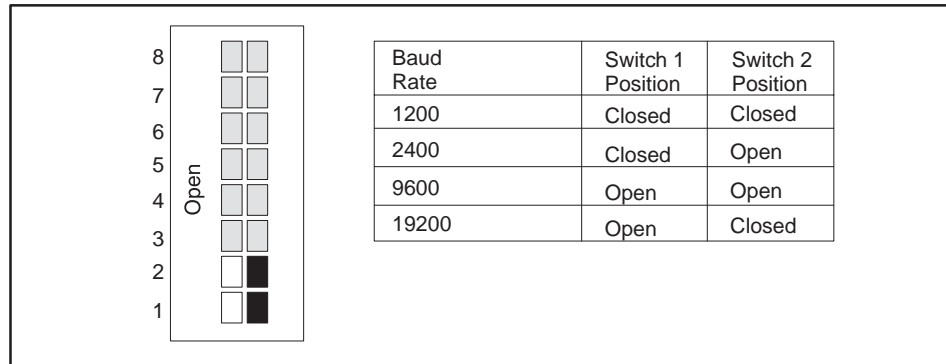 8
7
6
5
4
3
2
1
Open
Baud Rate Switch 1 Position Switch 2 Position
1200 Closed Closed
2400 Closed Open
9600 Open Open
19200 Open Closed